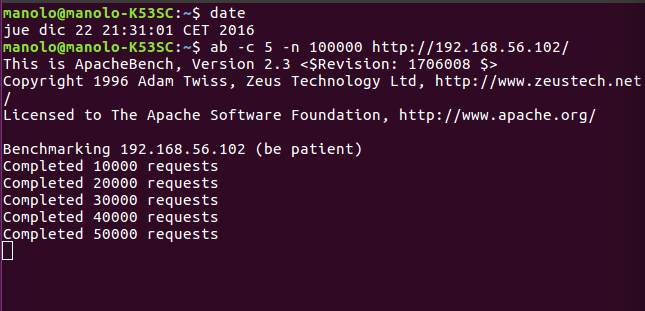 manolo@manolo-K53SC:~$ date
jue dic 22 21:31:01 CET 2016
manolo@manolo-K53SC:~$ ab -c 5 -n 100000 http://192.168.56.102/
This is ApacheBench, Version 2.3 <$Revision: 1706008 $>
Copyright 1996 Adam Twiss, Zeus Technology Ltd, http://www.zeustech.net
/
Licensed to The Apache Software Foundation, http://www.apache.org/

Benchmarking 192.168.56.102 (be patient)
Completed 10000 requests
Completed 20000 requests
Completed 30000 requests
Completed 40000 requests
Completed 50000 requests